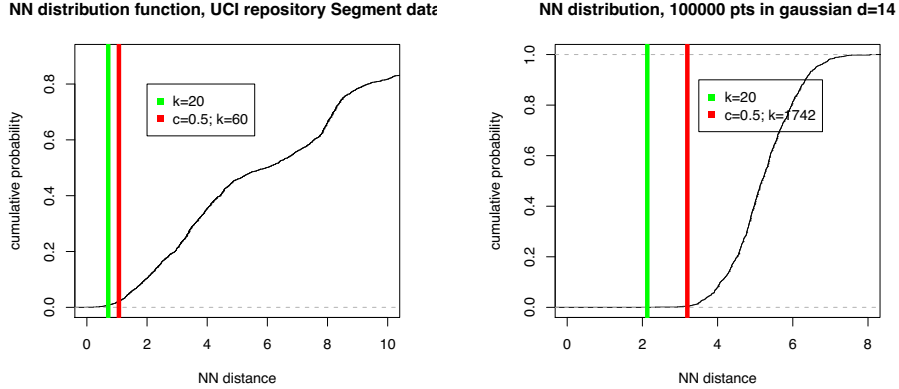 NN distribution function, UCI repository Segment data
cumulative probability
0.0 0.2 0.4 0.6 0.8
k=20
c=0.5; k=60
0 2 4 6 8 10
NN distance
NN distribution, 100000 pts in gaussian d=14
cumulative probability
0.0 0.2 0.4 0.6 0.8 1.0
k=20
c=0.5; k=1742
0 2 4 6 8
NN distance